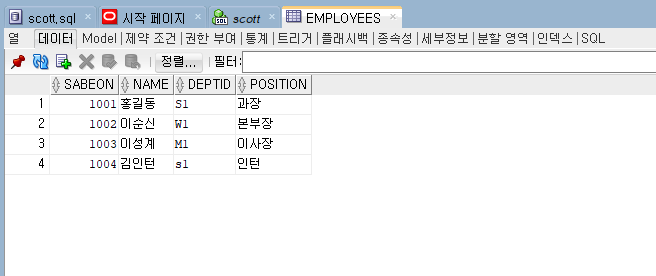 scott,sql 시작 페이지 scott EMPLOYEES
열 데이터 Model 제약 조건 권한 부여 통계 트리거 플래시백 종속성 세부정보 분할 영역 인덱스 SQL
정렬... 필터:
SABEON NAME DEPTID POSITION
1 1001 홍길동 S1 과장
2 1002 이순신 W1 본부장
3 1003 이성계 M1 이사장
4 1004 김인턴 s1 인턴